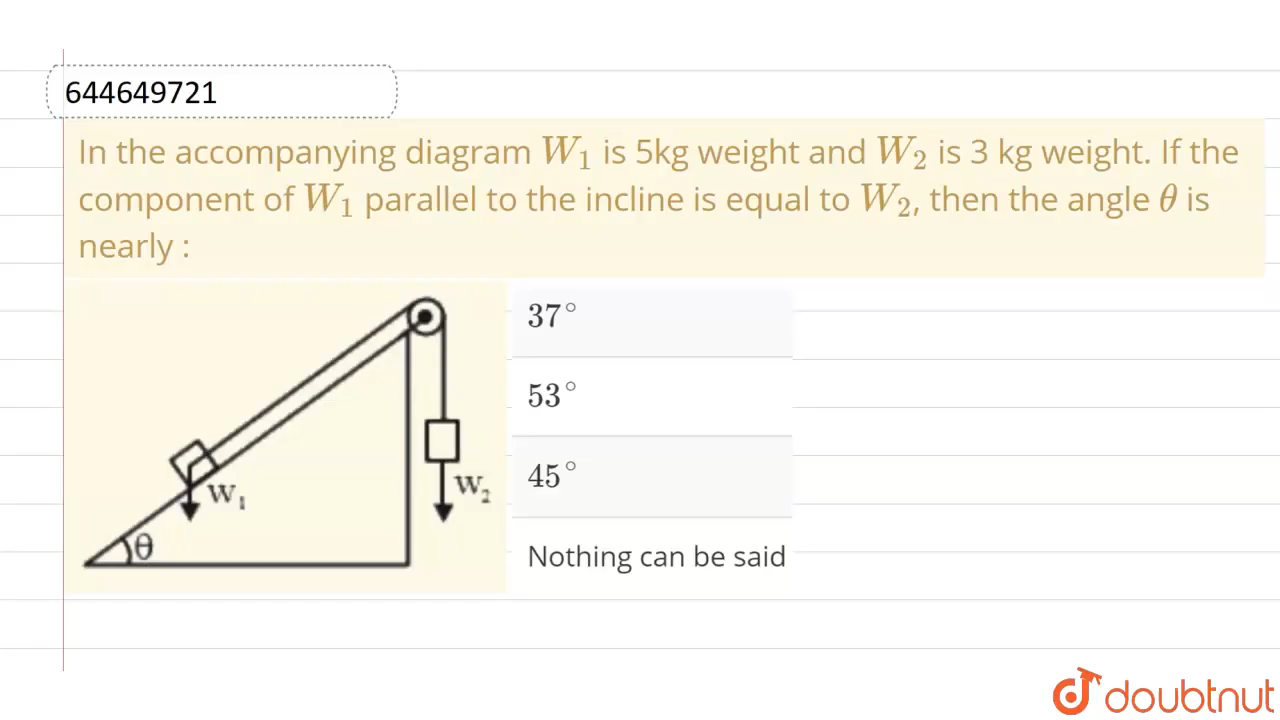 644649721
In the accompanying diagram W₁ is 5kg weight and W₂ is 3 kg weight. If the
component of W₁ parallel to the incline is equal to W₂, then the angle θ is
nearly :
37°
53°
45°
W₁
W₂
θ
Nothing can be said
doubtnut